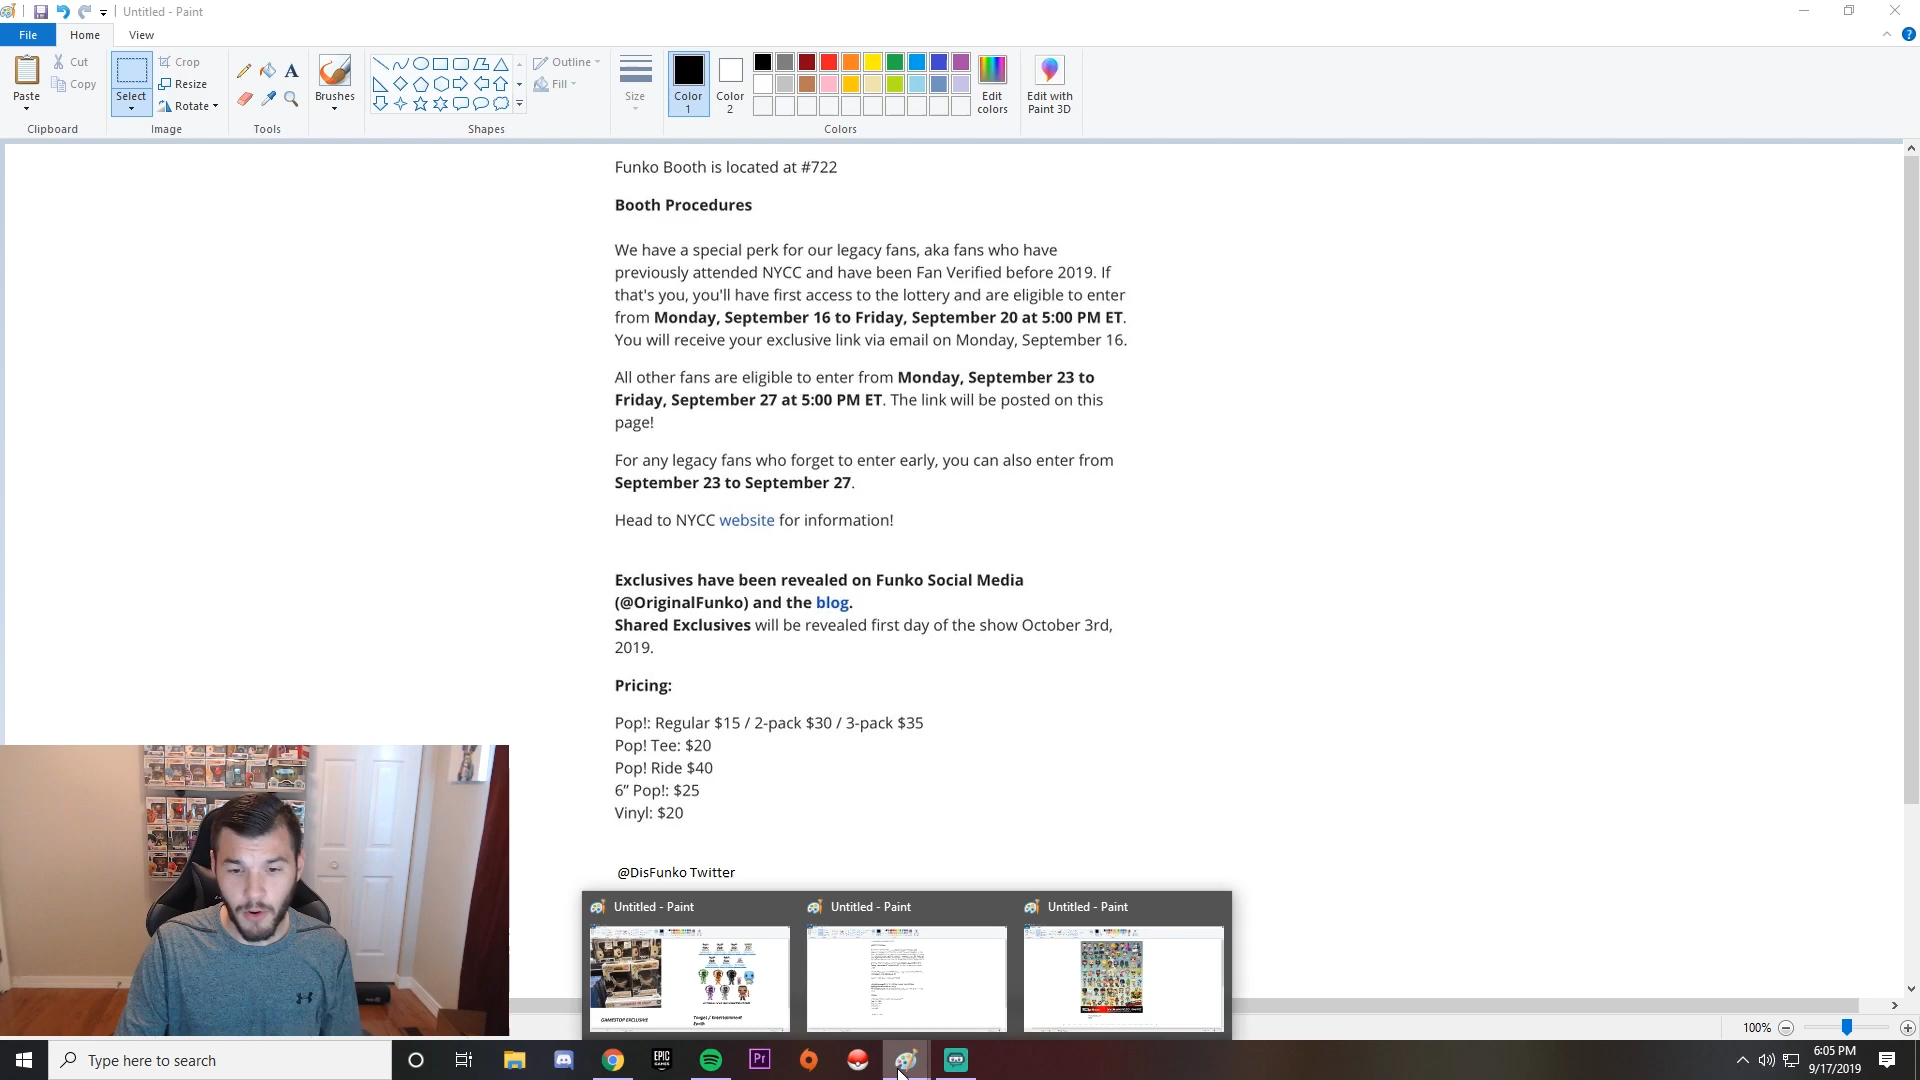 Untitled - Paint
File
Home
View
Paste
Cut
Copy
Clipboard
Select
Crop
Resize
Rotate
Image
Tools
Brushes
Shapes
Outline
Fill
Size
Color 1
Color 2
Edit colors
Edit with Paint 3D
Colors
Funko Booth is located at #722
Booth Procedures
We have a special perk for our legacy fans, aka fans who have
previously attended NYCC and have been Fan Verified before 2019. If
that's you, you'll have first access to the lottery and are eligible to enter
from Monday, September 16 to Friday, September 20 at 5:00 PM ET.
You will receive your exclusive link via email on Monday, September 16.
All other fans are eligible to enter from Monday, September 23 to
Friday, September 27 at 5:00 PM ET. The link will be posted on this
page!
For any legacy fans who forget to enter early, you can also enter from
September 23 to September 27.
Head to NYCC website for information!
Exclusives have been revealed on Funko Social Media
(@OriginalFunko) and the blog.
Shared Exclusives will be revealed first day of the show October 3rd,
2019.
Pricing:
Pop!: Regular $15 / 2-pack $30 / 3-pack $35
Pop! Tee: $20
Pop! Ride $40
6” Pop!: $25
Vinyl: $20
@DisFunko Twitter
Untitled - Paint
Untitled - Paint
Untitled - Paint
GAMESTOP EXCLUSIVE
Target / Entertainment
Earth
100%
Type here to search
EPIC GAMES
Pr
6:05 PM
9/17/2019